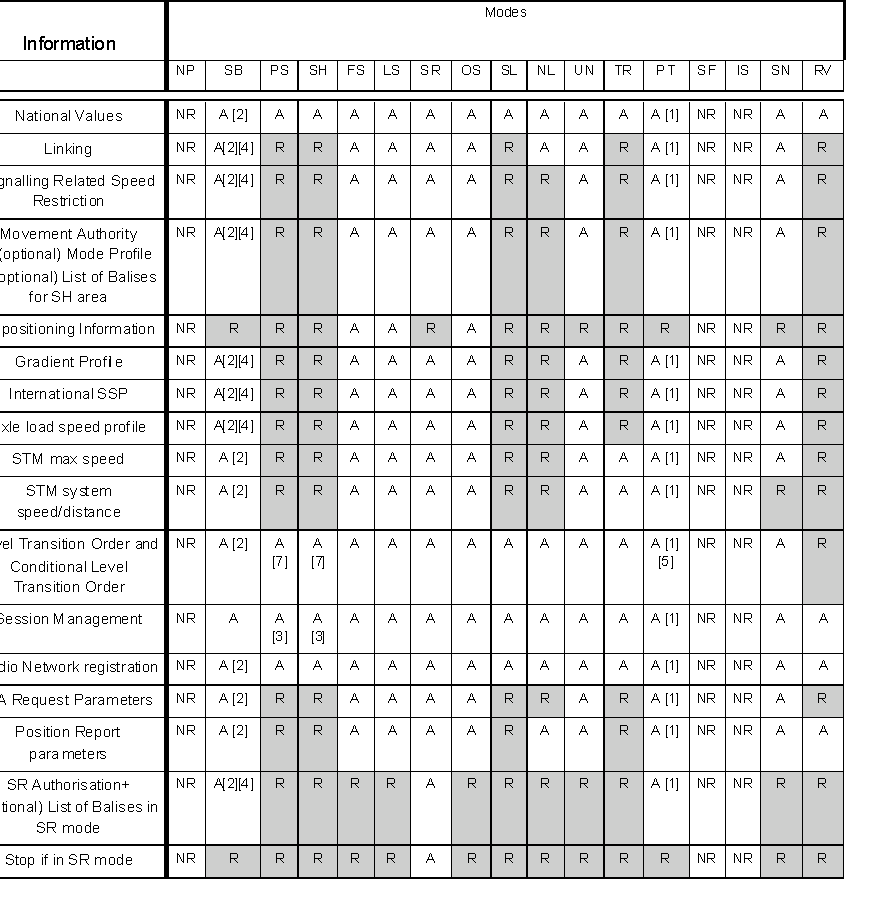 Modes
Information
NP SB PS SH FS LS SR OS SL NL UN TR PT SF IS SN RV
National Values NR A [2] A A A A A A A A A A A [1] NR NR A A
Linking NR A[2][4] R R A A A A R A A R A [1] NR NR A R
gnalling Related Speed NR A[2][4] R R A A A A R R A R A [1] NR NR A R
Restriction
Movement Authority NR A[2][4] R R A A A A R R A R A [1] NR NR A R
(optional) Mode Profile
optional) List of Balises
for SH area
positioning Information NR R R R A A R A R R R R R NR NR R R
Gradient Profile NR A[2][4] R R A A A A R R A R A [1] NR NR A R
International SSP NR A[2][4] R R A A A A R R A R A [1] NR NR A R
xle load speed profile NR A[2][4] R R A A A A R R A R A [1] NR NR A R
STM max speed NR A [2] R R A A A A R R A A A [1] NR NR A R
STM system NR A [2] R R A A A A R R A A A [1] NR NR R R
speed/distance
vel Transition Order and NR A [2] A A A A A A A A A A A [1] NR NR A R
Conditional Level [7] [7] [5]
Transition Order
Session Management NR A A A A A A A A A A A A [1] NR NR A A
[3] [3]
dio Network registration NR A [2] A A A A A A A A A A A [1] NR NR A A
A Request Parameters NR A [2] R R A A A A R R A R A [1] NR NR A R
Position Report NR A [2] R R A A A A R A A R A [1] NR NR A A
parameters
SR Authorisation+ NR A[2][4] R R R R A R R R R R A [1] NR NR R R
tional) List of Balises in
SR mode
Stop if in SR mode NR R R R R R A R R R R R R NR NR R R